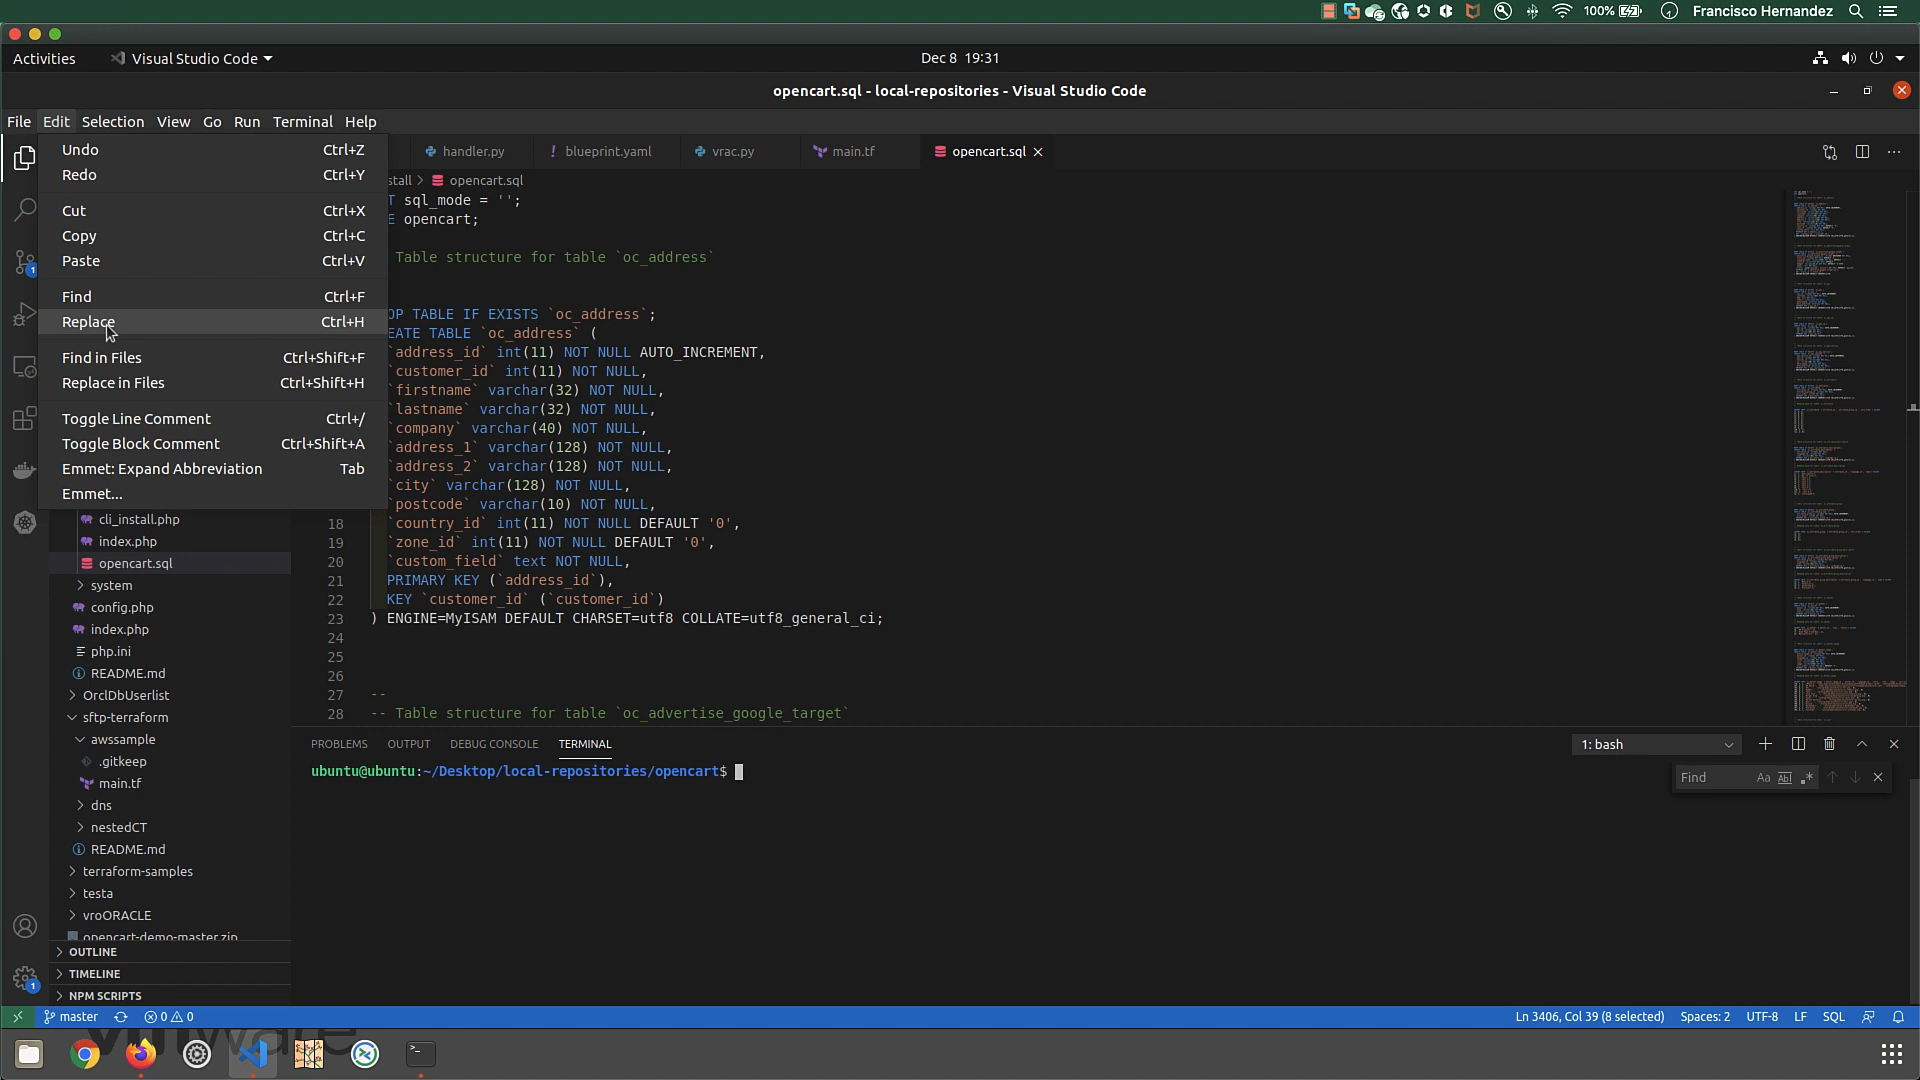 100%
Francisco Hernandez
Activities
Visual Studio Code
Dec 8 19:31
opencart.sql - local-repositories - Visual Studio Code
File Edit Selection View Go Run Terminal Help
Undo Ctrl+Z
Redo Ctrl+Y
Cut Ctrl+X
Copy Ctrl+C
Paste Ctrl+V
Find Ctrl+F
Replace Ctrl+H
Find in Files Ctrl+Shift+F
Replace in Files Ctrl+Shift+H
Toggle Line Comment Ctrl+/
Toggle Block Comment Ctrl+Shift+A
Emmet: Expand Abbreviation Tab
Emmet...
cli_install.php
index.php
opencart.sql
system
config.php
index.php
php.ini
README.md
OrclDbUserlist
sftp-terraform
awssample
.gitkeep
main.tf
dns
nestedCT
README.md
terraform-samples
testa
vroORACLE
opencart-demo-master.zip
OUTLINE
TIMELINE
NPM SCRIPTS
handler.py
! blueprint.yaml
vrac.py
main.tf
opencart.sql
stall > opencart.sql
T sql_mode = '';
E opencart;
Table structure for table `oc_address`
OP TABLE IF EXISTS `oc_address`;
EATE TABLE `oc_address` (
`address_id` int(11) NOT NULL AUTO_INCREMENT,
`customer_id` int(11) NOT NULL,
`firstname` varchar(32) NOT NULL,
`lastname` varchar(32) NOT NULL,
`company` varchar(40) NOT NULL,
`address_1` varchar(128) NOT NULL,
`address_2` varchar(128) NOT NULL,
`city` varchar(128) NOT NULL,
`postcode` varchar(10) NOT NULL,
18 `country_id` int(11) NOT NULL DEFAULT '0',
19 `zone_id` int(11) NOT NULL DEFAULT '0',
20 `custom_field` text NOT NULL,
21 PRIMARY KEY (`address_id`),
22 KEY `customer_id` (`customer_id`)
23 ) ENGINE=MyISAM DEFAULT CHARSET=utf8 COLLATE=utf8_general_ci;
24
25
26
27 --
28 -- Table structure for table `oc_advertise_google_target`
PROBLEMS OUTPUT DEBUG CONSOLE TERMINAL
1: bash
ubuntu@ubuntu:~/Desktop/local-repositories/opencart$
Find Aa Abl .*
1
1
master
0 0
Ln 3406, Col 39 (8 selected) Spaces: 2 UTF-8 LF SQL
vmware